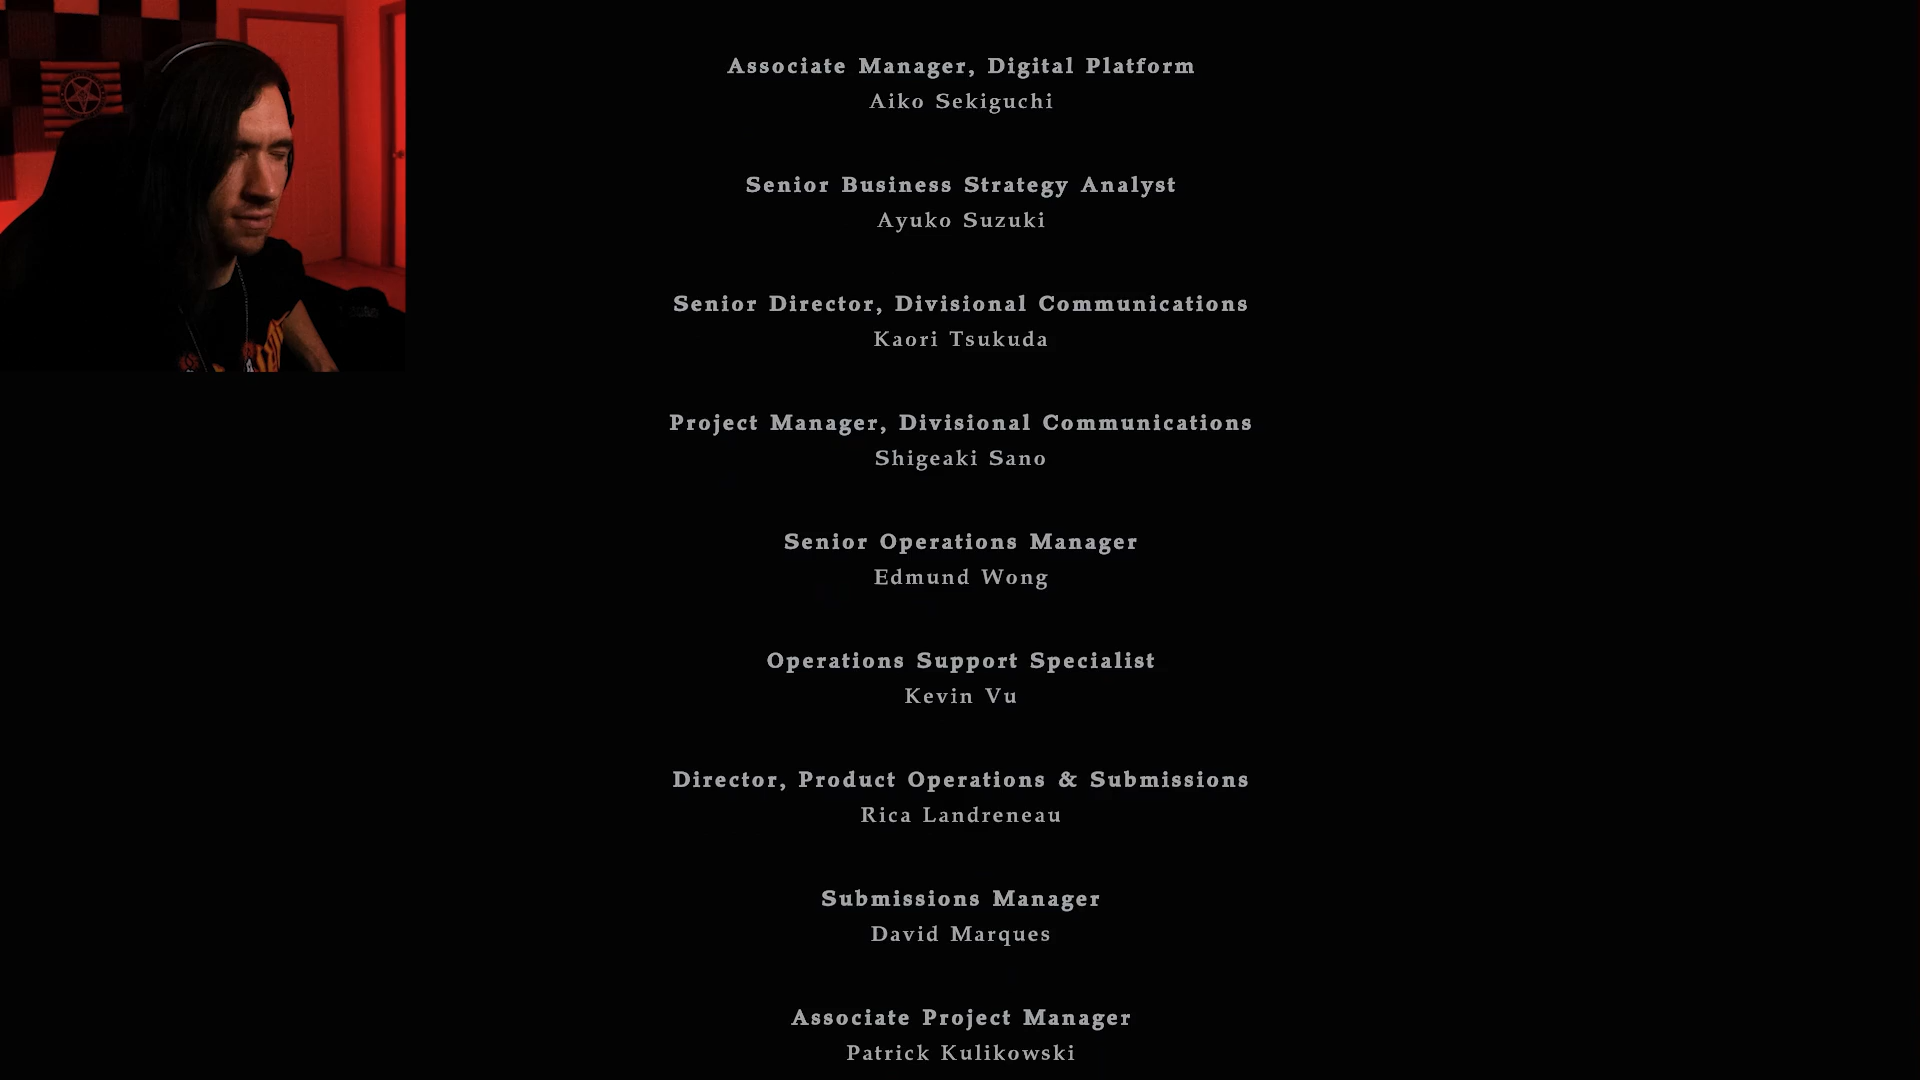 Associate Manager, Digital Platform
Aiko Sekiguchi
Senior Business Strategy Analyst
Ayuko Suzuki
Senior Director, Divisional Communications
Kaori Tsukuda
Project Manager, Divisional Communications
Shigeaki Sano
Senior Operations Manager
Edmund Wong
Operations Support Specialist
Kevin Vu
Director, Product Operations & Submissions
Rica Landreneau
Submissions Manager
David Marques
Associate Project Manager
Patrick Kulikowski